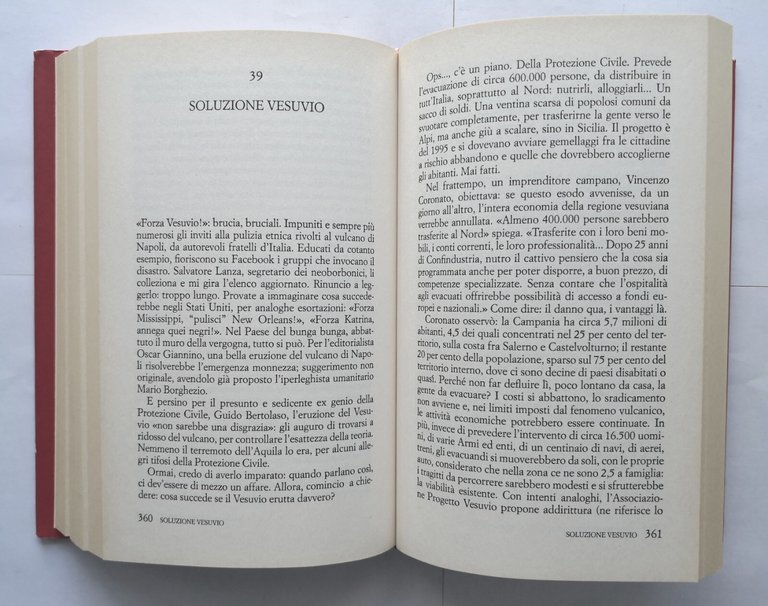 39
SOLUZIONE VESUVIO
«Forza Vesuvio!»: brucia, bruciali. Impuniti e sempre più
numerosi gli inviti alla pulizia etnica rivolti al vulcano di
Napoli, da autorevoli fratelli d'Italia. Educati da cotanto
esempio, fioriscono su Facebook i gruppi che invocano il
disastro. Salvatore Lanza, segretario dei neoborbonici, li
colleziona e mi gira l'elenco aggiornato. Rinuncio a leg-
gerlo: troppo lungo. Provate a immaginare cosa succede-
rebbe negli Stati Uniti, per analoghe esortazioni: «Forza
Mississippi, "pulisci" New Orleans!», «Forza Katrina,
annega quei negri!». Nel Paese del bunga bunga, abbat-
tuto il muro della vergogna, tutto si può. Per l'editorialista
Oscar Giannino, una bella eruzione del vulcano di Napo-
li risolverebbe l'emergenza monnezza; suggerimento non
originale, avendolo già proposto l'iperleghista umanitario
Mario Borghezio.
E persino per il presunto e sedicente ex genio della
Protezione Civile, Guido Bertolaso, l'eruzione del Vesu-
vio «non sarebbe una disgrazia»: gli auguro di trovarsi a
ridosso del vulcano, per controllare l'esattezza della teoria.
Nemmeno il terremoto d'Aquila lo era, per alcuni allegri
tifosi della Protezione Civile.
Ormai, credo di averlo imparato: quando parlano così,
ci dev'essere di mezzo un affare. Allora, comincio a chie-
dere: cosa succede se il Vesuvio erutta davvero?
360 SOLUZIONE VESUVIO
Ops..., c'è un piano. Della Protezione Civile. Prevede
l'evacuazione di circa 600.000 persone, da distribuire in
tutt'Italia, soprattutto al Nord: nutrirli, alloggiarli... Un
sacco di soldi. Una ventina scarsa di popolosi comuni da
svuotare completamente, per trasferirne la gente verso le
Alpi, ma anche giù a scalare, sino in Sicilia. Il progetto è
del 1995 e si dovevano avviare gemellaggi fra le cittadine
a rischio abbandono e quelle che dovrebbero accoglierne
gli abitanti. Mai fatti.
Nel frattempo, un imprenditore campano, Vincenzo
Coronato, obiettava: se questo esodo avvenisse, da un
giorno all'altro, l'intera economia della regione vesuviana
verrebbe annullata. «Almeno 400.000 persone sarebbero
trasferite al Nord» spiega. «Trasferite con i loro beni mo-
bili, i conti correnti, le loro professionalità... Dopo 25 anni
di Confindustria, nutro il cattivo pensiero che la cosa sia
programmata anche per poter disporre, a buon prezzo, di
competenze specializzate. Senza contare che l'ospitalità
agli evacuati offrirebbe possibilità di accesso a fondi euro-
pei e nazionali.» Come dire: il danno qua, i vantaggi là.
Coronato osservò: la Campania ha circa 5,7 milioni di
abitanti, 4,5 dei quali concentrati nel 25 per cento del ter-
ritorio, sulla costa fra Salerno e Castelvolturno; il restante
20 per cento della popolazione, sparso sul 75 per cento del
territorio interno, dove ci sono decine di paesi disabitati o
quasi. Perché non far defluire lì, poco lontano da casa, la
gente da evacuare? I costi si abbattono, lo sradicamento
non avviene e, nei limiti imposti dal fenomeno vulcanico,
le attività economiche potrebbero essere continuate. In
più, invece di prevedere l'intervento di circa 16.500 uomi-
ni, di varie Armi ed enti, di un centinaio di navi, di aerei,
treni, gli evacuandi si muoverebbero da soli, con le proprie
auto, considerato che nella zona ce ne sono 2,5 a famiglia:
i tragitti da percorrere sarebbero modesti e si sfrutterebbe
la viabilità esistente. Con intenti analoghi, l'Associazio-
ne Progetto Vesuvio propone addirittura (ne riferisce lo
SOLUZIONE VESUVIO 361